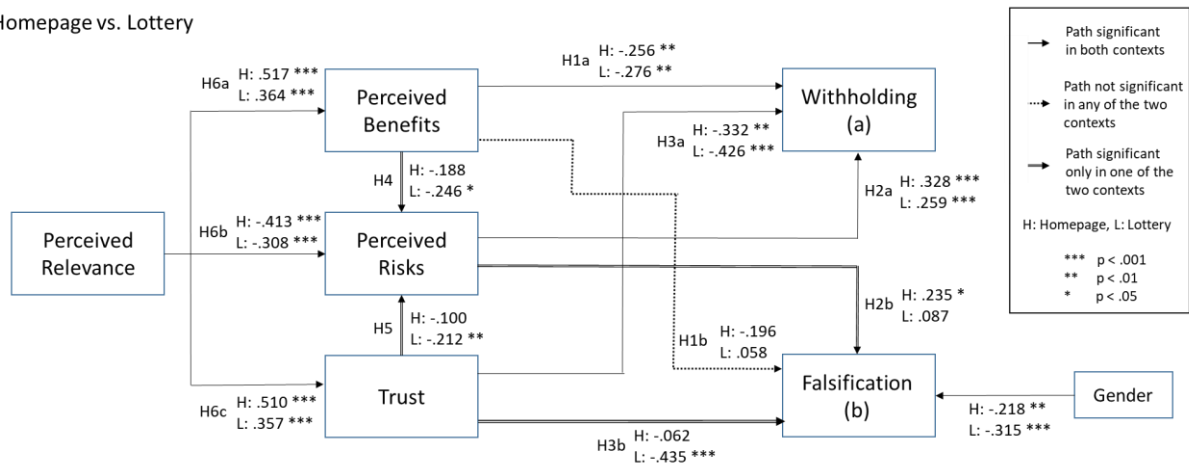 Homepage vs. Lottery
Path significant
in both contexts
Path not significant
in any of the two
contexts
Path significant
only in one of the
two contexts
H: Homepage, L: Lottery
*** p < .001
** p < .01
* p < .05
H6a H: .517 ***
L: .364 ***
Perceived
Benefits
H1a H: -.256 **
L: -.276 **
Withholding
(a)
H3a H: -.332 **
L: -.426 ***
H4 H: -.188
L: -.246 *
H2a H: .328 ***
L: .259 ***
Perceived
Relevance
H6b H: -.413 ***
L: -.308 ***
Perceived
Risks
H5 H: -.100
L: -.212 **
H2b H: .235 *
L: .087
H1b H: -.196
L: .058
H6c H: .510 ***
L: .357 ***
Trust
H3b H: -.062
L: -.435 ***
Falsification
(b)
H: -.218 **
L: -.315 ***
Gender